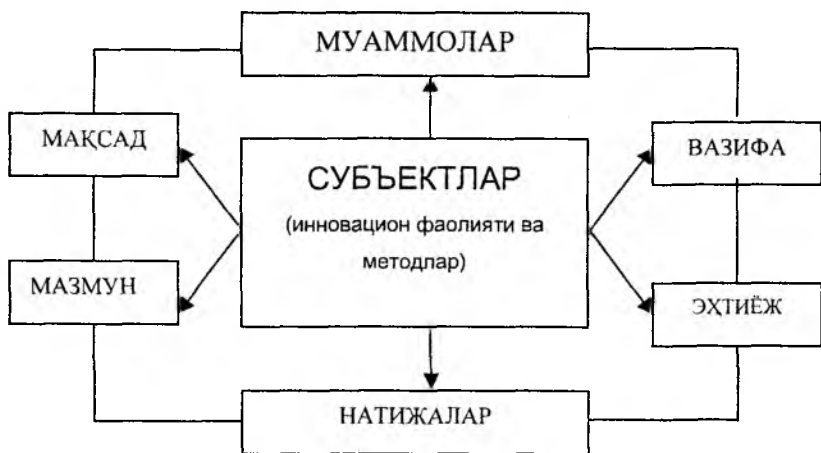 МУАММОЛАР
МАҚСАД
ВАЗИФА
СУБЪЕКТЛАР
(инновацион фаолияти ва
методлар)
МАЗМУН
ЭҲТИЁЖ
НАТИЖАЛАР